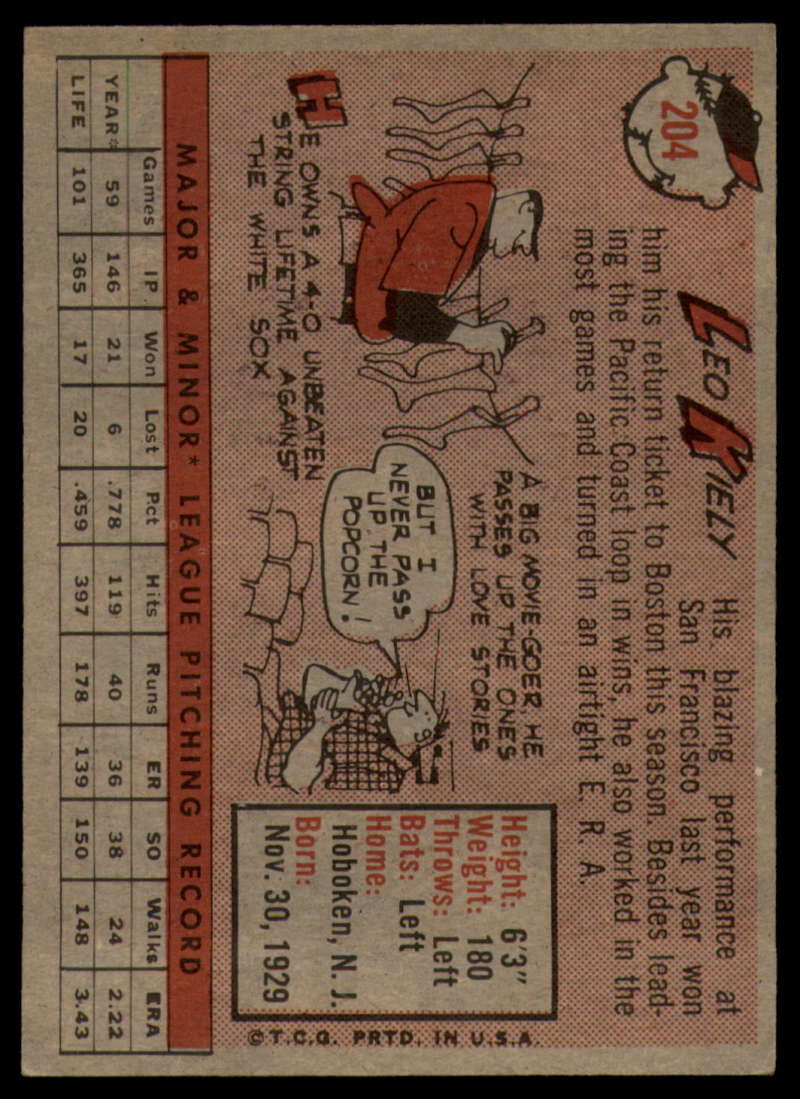 204
LEO KIELY
His blazing performance at
San Francisco last year won
him his return ticket to Boston this season. Besides lead-
ing the Pacific Coast loop in wins, he also worked in the
most games and turned in an airtight E. R. A.
HE OWNS A 4-0 UNBEATEN
STRING LIFETIME AGAINST
THE WHITE SOX
A BIG MOVIE-GOER, HE
PASSES UP THE ONES
WITH LOVE STORIES
BUT I
NEVER PASS
UP THE
POPCORN!
Height: 6'3"
Weight: 180
Throws: Left
Bats: Left
Home:
Hoboken, N. J.
Born:
Nov. 30, 1929
© T.C.G. PRTD. IN U.S.A.
MAJOR & MINOR* LEAGUE PITCHING RECORD
Games IP Won Lost Pct Hits Runs ER SO Walks ERA
YEAR* 59 146 21 6 .778 119 40 36 38 24 2.22
LIFE 101 365 17 20 .459 397 178 139 150 148 3.43